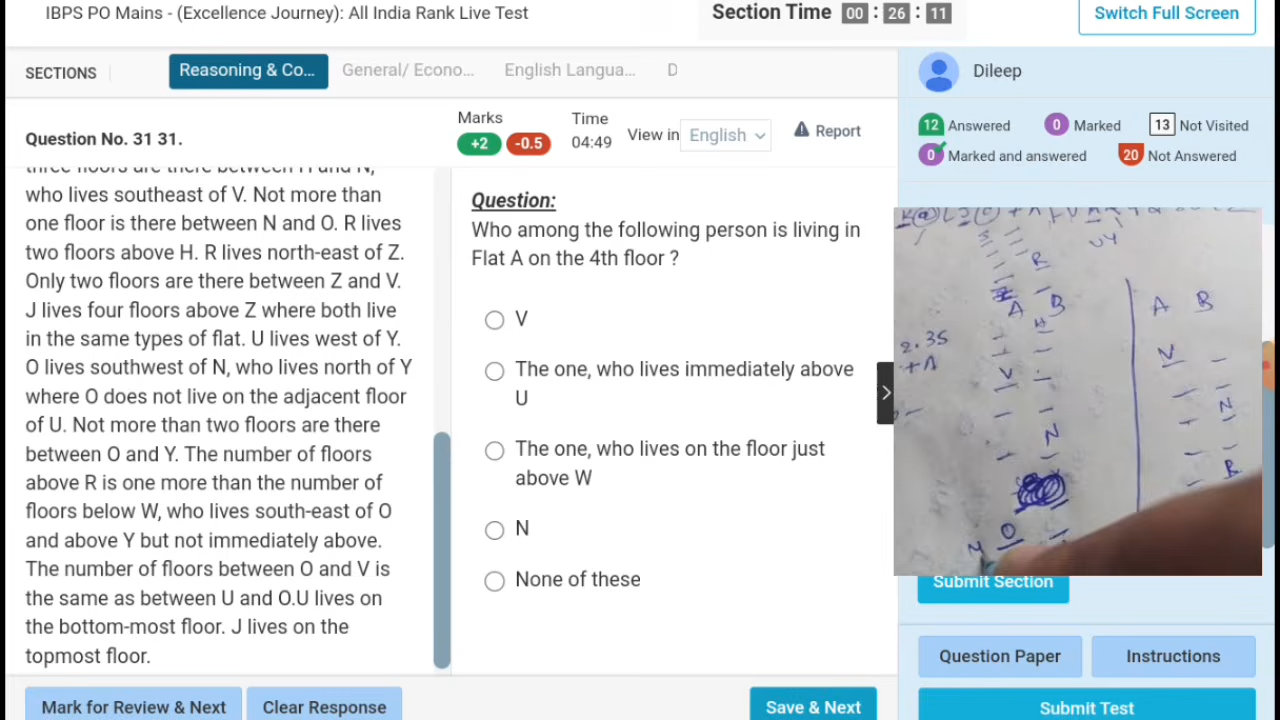 IBPS PO Mains - (Excellence Journey): All India Rank Live Test
Section Time 00 : 26 : 11
Switch Full Screen
SECTIONS
Reasoning & Co...
General/ Econo...
English Langua...
D
Dileep
Question No. 31 31.
Marks
+2 -0.5
Time
04:49
View in English
Report
12 Answered
0 Marked
13 Not Visited
0 Marked and answered
20 Not Answered
three floors are there between H and N,
who lives southeast of V. Not more than
one floor is there between N and O. R lives
two floors above H. R lives north-east of Z.
Only two floors are there between Z and V.
J lives four floors above Z where both live
in the same types of flat. U lives west of Y.
O lives southwest of N, who lives north of Y
where O does not live on the adjacent floor
of U. Not more than two floors are there
between O and Y. The number of floors
above R is one more than the number of
floors below W, who lives south-east of O
and above Y but not immediately above.
The number of floors between O and V is
the same as between U and O.U lives on
the bottom-most floor. J lives on the
topmost floor.
Question:
Who among the following person is living in
Flat A on the 4th floor ?
V
The one, who lives immediately above
U
The one, who lives on the floor just
above W
N
None of these
R
A B
H
V
N
O
A B
V
N
Submit Section
Question Paper
Instructions
Mark for Review & Next
Clear Response
Save & Next
Submit Test